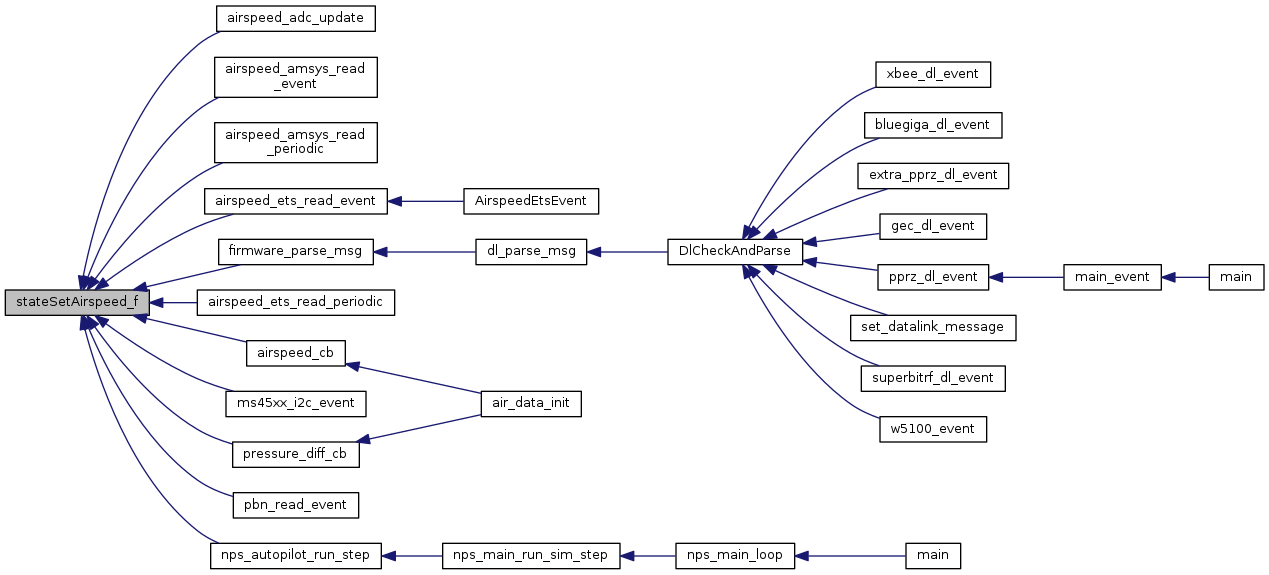 airspeed_adc_update
airspeed_amsys_read
_event
airspeed_amsys_read
_periodic
airspeed_ets_read_event
AirspeedEtsEvent
firmware_parse_msg
dl_parse_msg
DlCheckAndParse
xbee_dl_event
bluegiga_dl_event
extra_pprz_dl_event
gec_dl_event
pprz_dl_event
main_event
main
set_datalink_message
superbitrf_dl_event
w5100_event
stateSetAirspeed_f
airspeed_ets_read_periodic
airspeed_cb
air_data_init
ms45xx_i2c_event
pressure_diff_cb
pbn_read_event
nps_autopilot_run_step
nps_main_run_sim_step
nps_main_loop
main